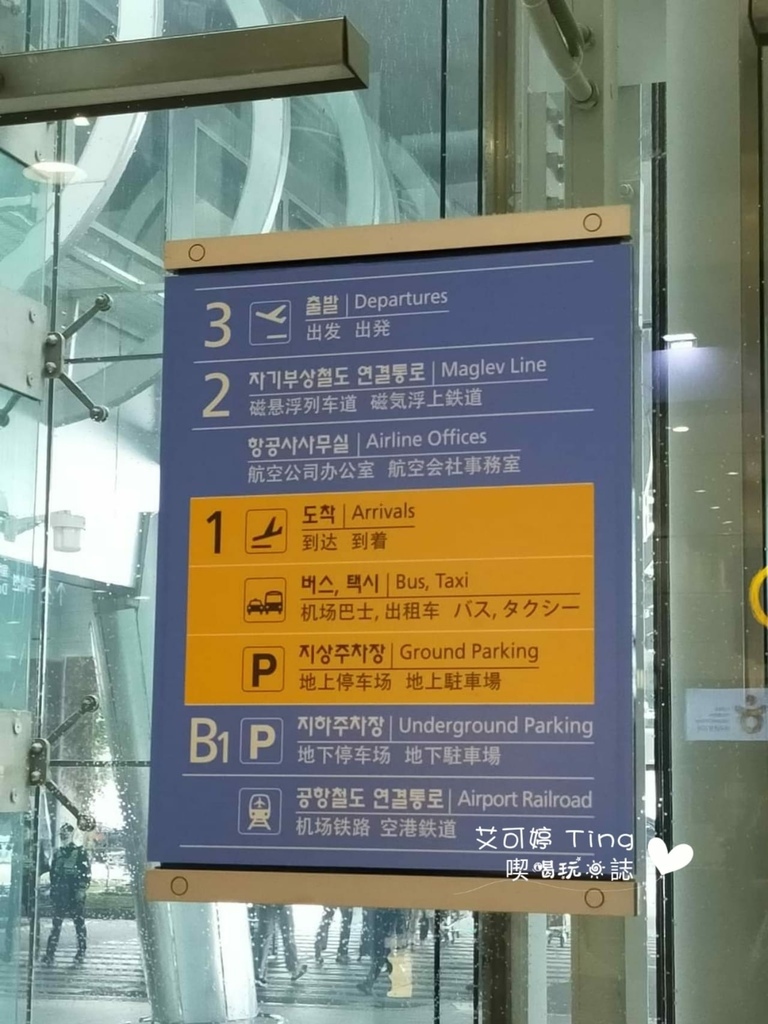 3 출발 | Departures
出发 出発
2 자기부상철도 연결통로 | Maglev Line
磁悬浮列车道 磁気浮上鉄道
항공사사무실 | Airline Offices
航空公司办公室 航空会社事務室
1 도착 | Arrivals
到达 到着
버스, 택시 | Bus, Taxi
机场巴士, 出租车 バス, タクシー
P 지상주차장 | Ground Parking
地上停车场 地上駐車場
B1 P 지하주차장 | Underground Parking
地下停车场 地下駐車場
공항철도 연결통로 | Airport Railroad
机场铁路 空港鉄道
艾可婷 Ting
喫喝玩樂誌